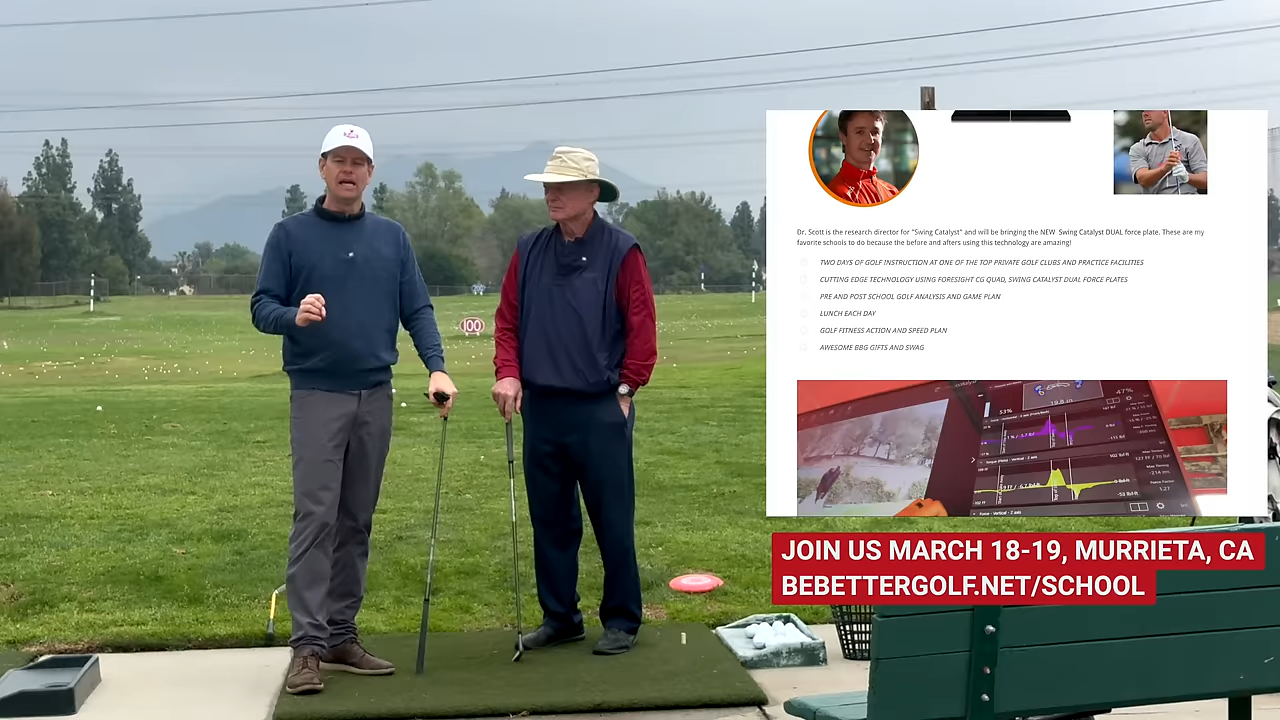 100
Dr. Scott is the research director for "Swing Catalyst" and will be bringing the NEW Swing Catalyst DUAL force plate. These are my
favorite schools to do because the before and afters using this technology are amazing!
TWO DAYS OF GOLF INSTRUCTION AT ONE OF THE TOP PRIVATE GOLF CLUBS AND PRACTICE FACILITIES
CUTTING EDGE TECHNOLOGY USING FORESIGHT CG QUAD, SWING CATALYST DUAL FORCE PLATES
PRE AND POST SCHOOL GOLF ANALYSIS AND GAME PLAN
LUNCH EACH DAY
GOLF FITNESS ACTION AND SPEED PLAN
AWESOME BBG GIFTS AND SWAG
53%
47%
JOIN US MARCH 18-19, MURRIETA, CA
BEBETTERGOLF.NET/SCHOOL